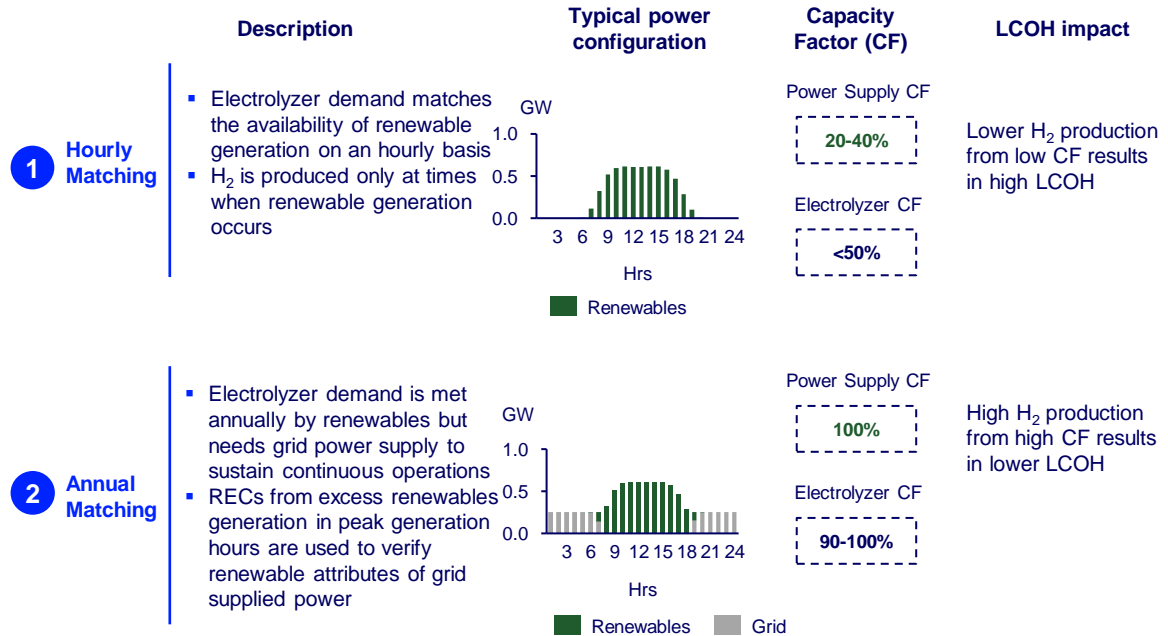 Description
Typical power
configuration
Capacity
Factor (CF)
LCOH impact
1
Hourly
Matching
▪ Electrolyzer demand matches
the availability of renewable
generation on an hourly basis
▪ H₂ is produced only at times
when renewable generation
occurs
GW
1.0
0.5
0.0
3 6 9 12 15 18 21 24
Hrs
Renewables
Power Supply CF
20-40%
Electrolyzer CF
<50%
Lower H₂ production
from low CF results
in high LCOH
2
Annual
Matching
▪ Electrolyzer demand is met
annually by renewables but
needs grid power supply to
sustain continuous operations
▪ RECs from excess renewables
generation in peak generation
hours are used to verify
renewable attributes of grid
supplied power
GW
1.0
0.5
0.0
3 6 9 12 15 18 21 24
Hrs
Renewables Grid
Power Supply CF
100%
Electrolyzer CF
90-100%
High H₂ production
from high CF results
in lower LCOH